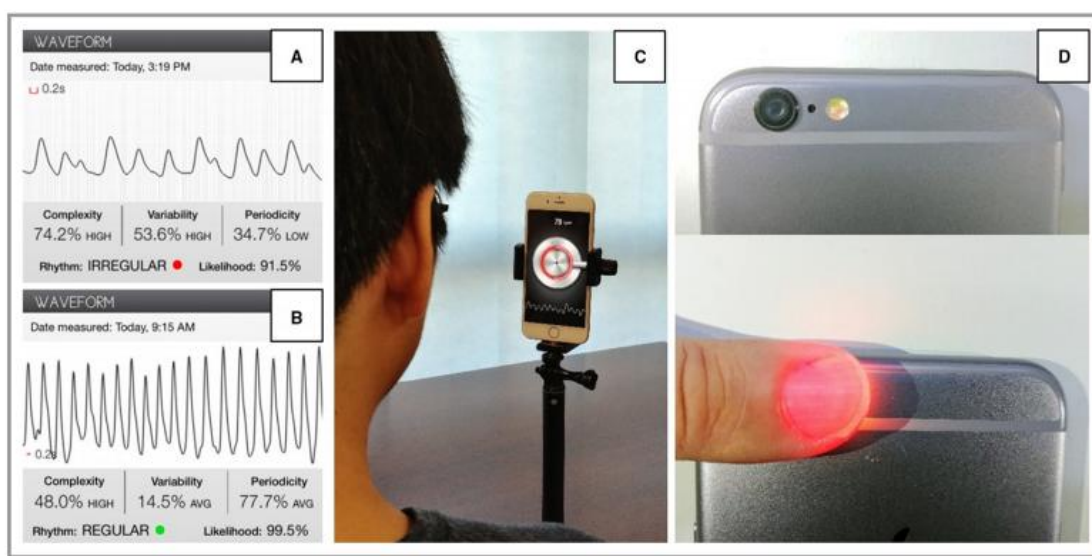 WAVEFORM
A
Date measured: Today, 3:19 PM
0.2s
Complexity Variability Periodicity
74.2% HIGH 53.6% HIGH 34.7% LOW
Rhythm: IRREGULAR Likelihood: 91.5%
WAVEFORM
B
Date measured: Today, 9:15 AM
0.2s
Complexity Variability Periodicity
48.0% HIGH 14.5% AVG 77.7% AVG
Rhythm: REGULAR Likelihood: 99.5%
C
D